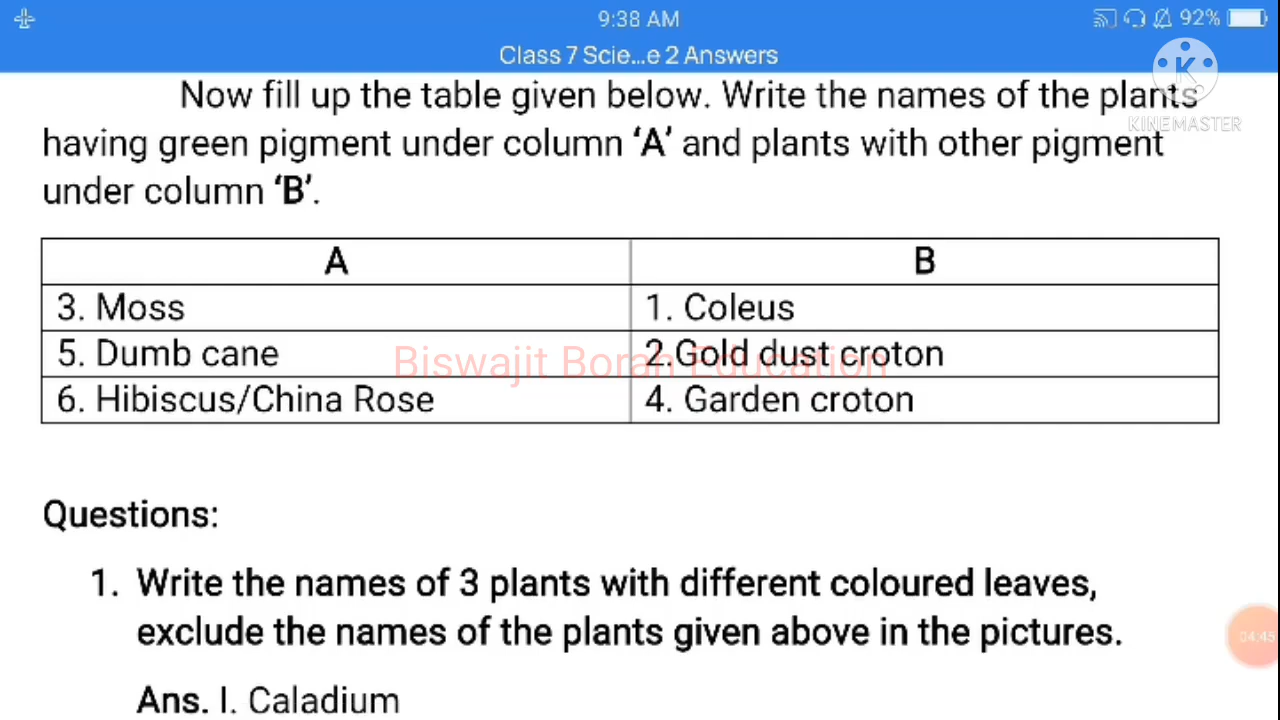 9:38 AM
92%
Class 7 Scie...e 2 Answers
KINEMASTER
Now fill up the table given below. Write the names of the plants
having green pigment under column ‘A’ and plants with other pigment
under column ‘B’.
A B
3. Moss 1. Coleus
5. Dumb cane 2.Gold dust croton
Biswajit Borah Education
6. Hibiscus/China Rose 4. Garden croton
Questions:
1. Write the names of 3 plants with different coloured leaves,
exclude the names of the plants given above in the pictures.
04:45
Ans. I. Caladium